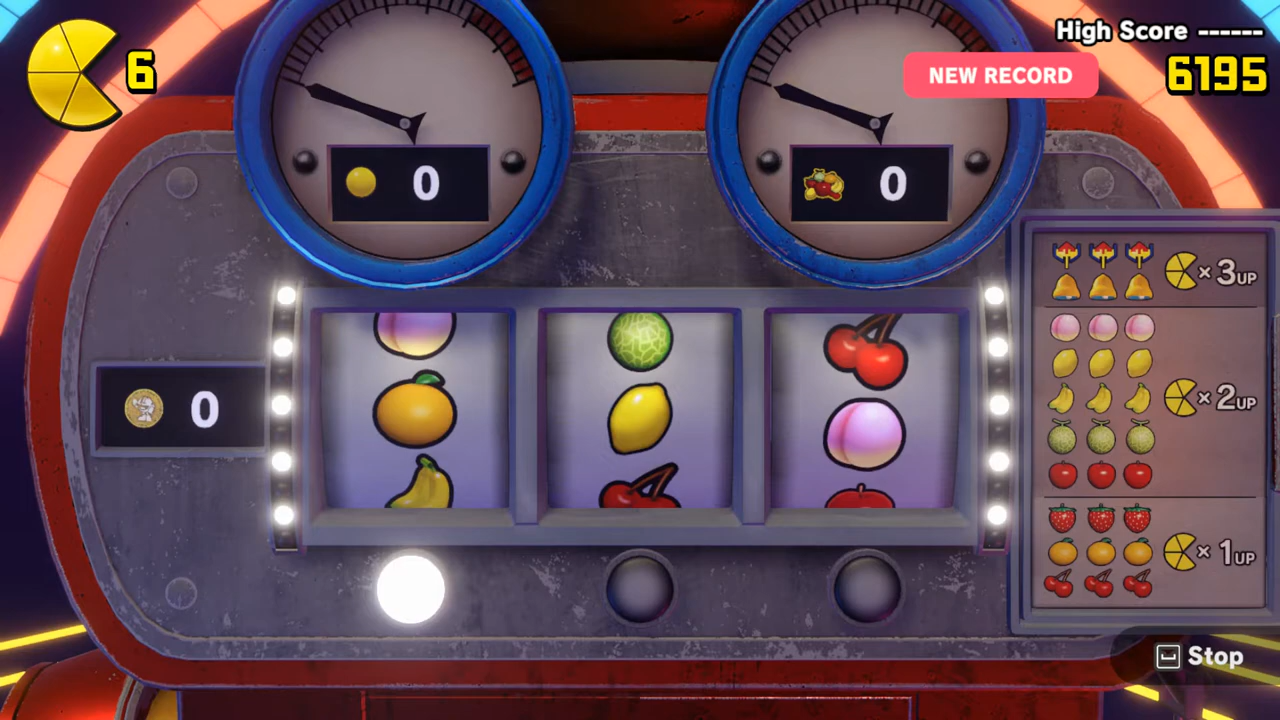 High Score ------
6
NEW RECORD
6195
0
0
0
× 3UP
× 2UP
× 1UP
Stop